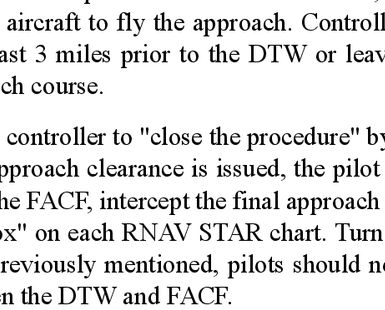 aircraft to fly the approach. Controll
ast 3 miles prior to the DTW or leav
ch course.
controller to "close the procedure" by
pproach clearance is issued, the pilot
he FACF, intercept the final approach
ox" on each RNAV STAR chart. Turn
reviously mentioned, pilots should no
en the DTW and FACF.